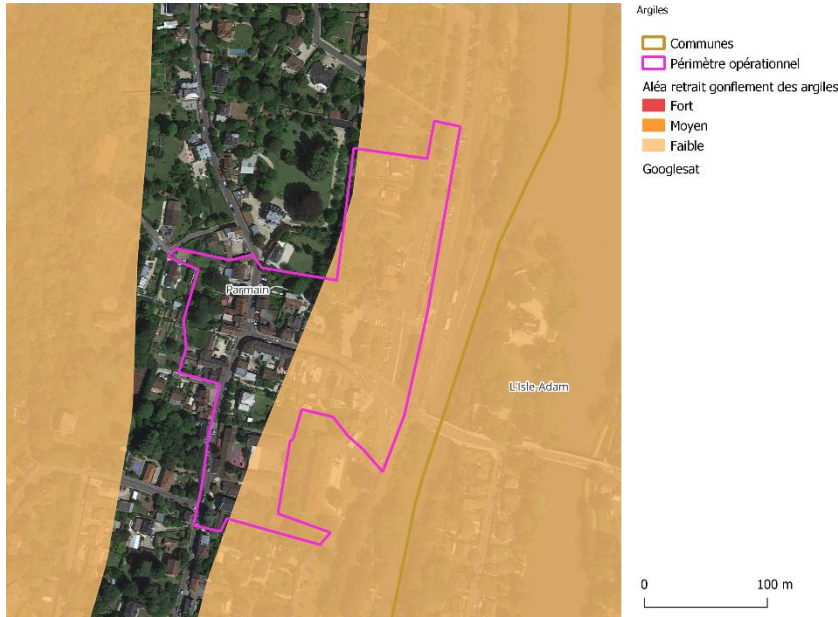 Argiles
Communes
Périmètre opérationnel
Aléa retrait gonflement des argiles
Fort
Moyen
Faible
Googlesat
Parmain
L'Isle-Adam
0 100 m